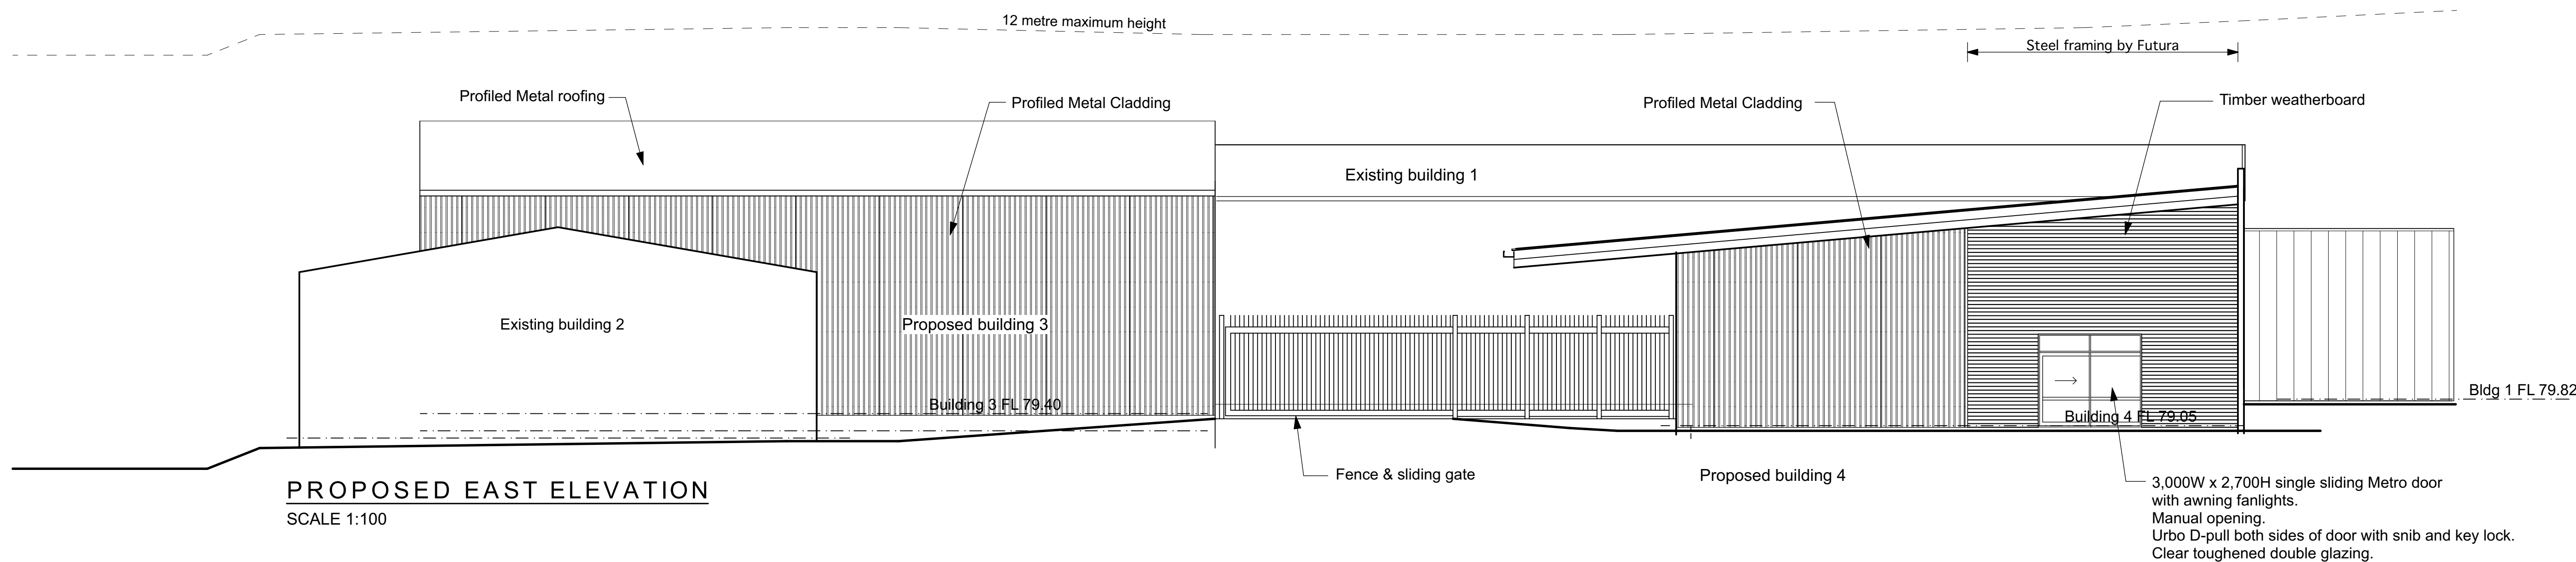 12 metre maximum height
Steel framing by Futura
Profiled Metal roofing
Profiled Metal Cladding
Profiled Metal Cladding
Timber weatherboard
Existing building 1
Existing building 2
Proposed building 3
Building 3 FL 79.40
Bldg 1 FL 79.82
Building 4 FL 79.05
Fence & sliding gate
Proposed building 4
3,000W x 2,700H single sliding Metro door
with awning fanlights.
Manual opening.
Urbo D-pull both sides of door with snib and key lock.
Clear toughened double glazing.
PROPOSED EAST ELEVATION
SCALE 1:100